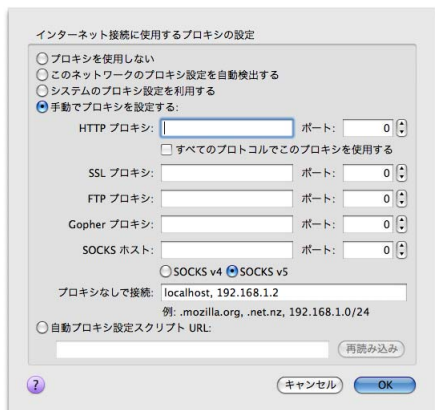 インターネット接続に使用するプロキシの設定
プロキシを使用しない
このネットワークのプロキシ設定を自動検出する
システムのプロキシ設定を利用する
手動でプロキシを設定する:
HTTP プロキシ: ポート: 0
すべてのプロトコルでこのプロキシを使用する
SSL プロキシ: ポート: 0
FTP プロキシ: ポート: 0
Gopher プロキシ: ポート: 0
SOCKS ホスト: ポート: 0
SOCKS v4 SOCKS v5
プロキシなしで接続: localhost, 192.168.1.2
例: .mozilla.org, .net.nz, 192.168.1.0/24
自動プロキシ設定スクリプト URL:
再読み込み
? キャンセル OK